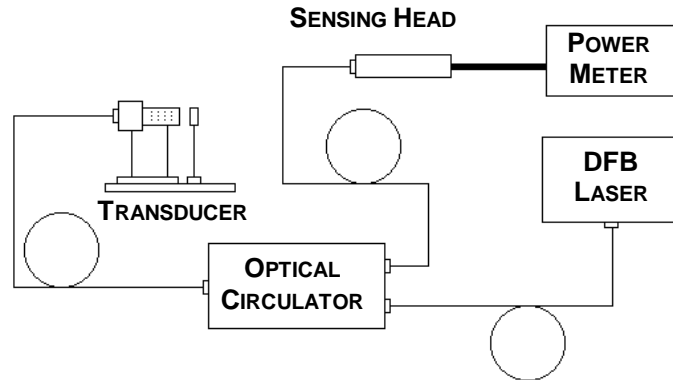 SENSING HEAD
POWER
METER
DFB
LASER
TRANSDUCER
OPTICAL
CIRCULATOR